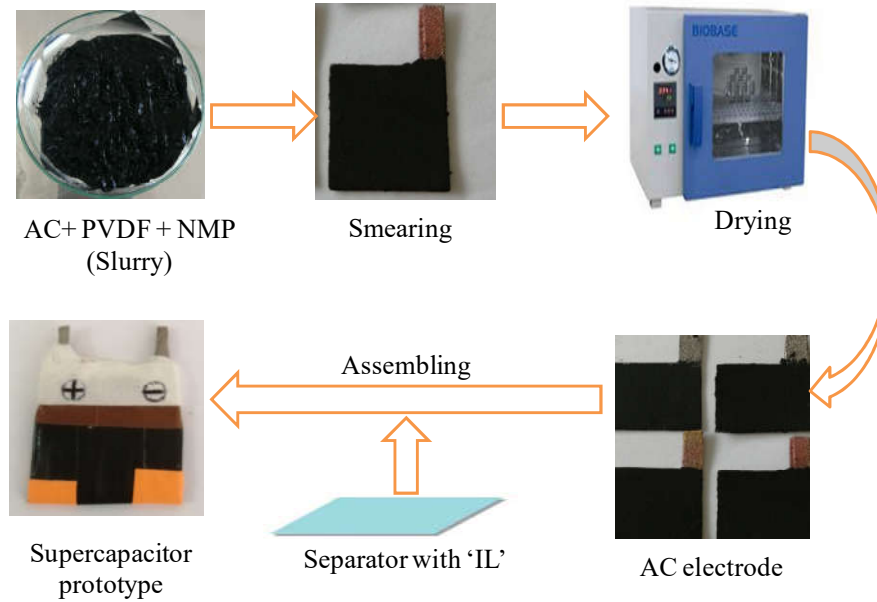 BIOBASE
AC+ PVDF + NMP
(Slurry)
Smearing
Drying
Assembling
+
−
Supercapacitor
prototype
Separator with ‘IL’
AC electrode